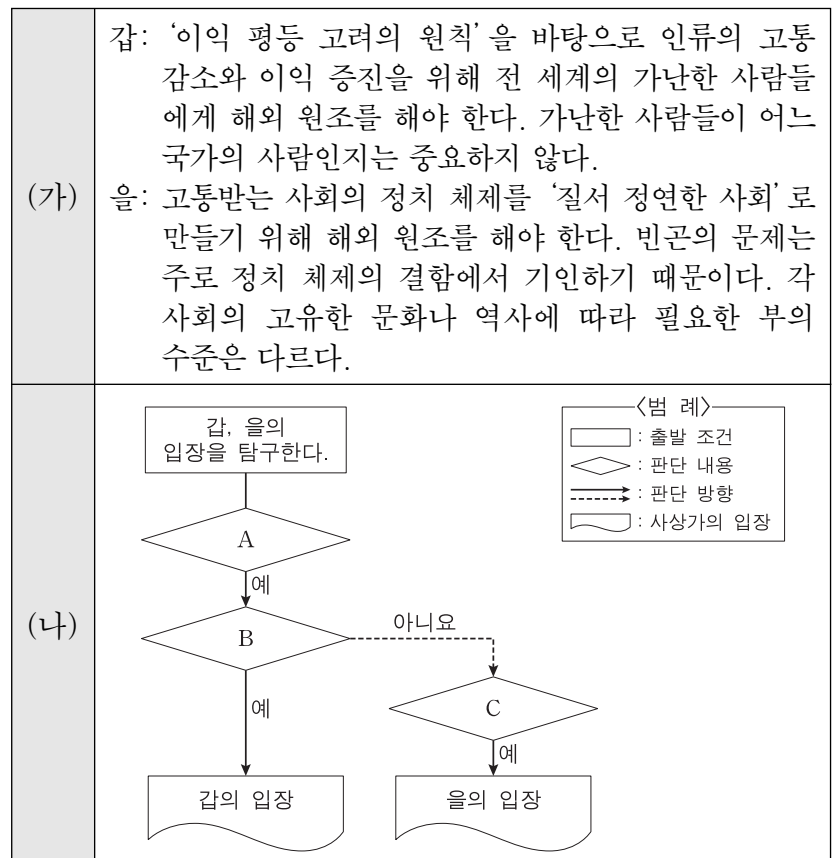 (가)
갑: ‘이익 평등 고려의 원칙’을 바탕으로 인류의 고통
감소와 이익 증진을 위해 전 세계의 가난한 사람들
에게 해외 원조를 해야 한다. 가난한 사람들이 어느
국가의 사람인지는 중요하지 않다.
을: 고통받는 사회의 정치 체제를 ‘질서 정연한 사회’로
만들기 위해 해외 원조를 해야 한다. 빈곤의 문제는
주로 정치 체제의 결함에서 기인하기 때문이다. 각
사회의 고유한 문화나 역사에 따라 필요한 부의
수준은 다르다.
(나)
갑, 을의
입장을 탐구한다.
A
예
B
아니요
예
C
예
갑의 입장
을의 입장
〈범 례〉
: 출발 조건
: 판단 내용
: 판단 방향
: 사상가의 입장